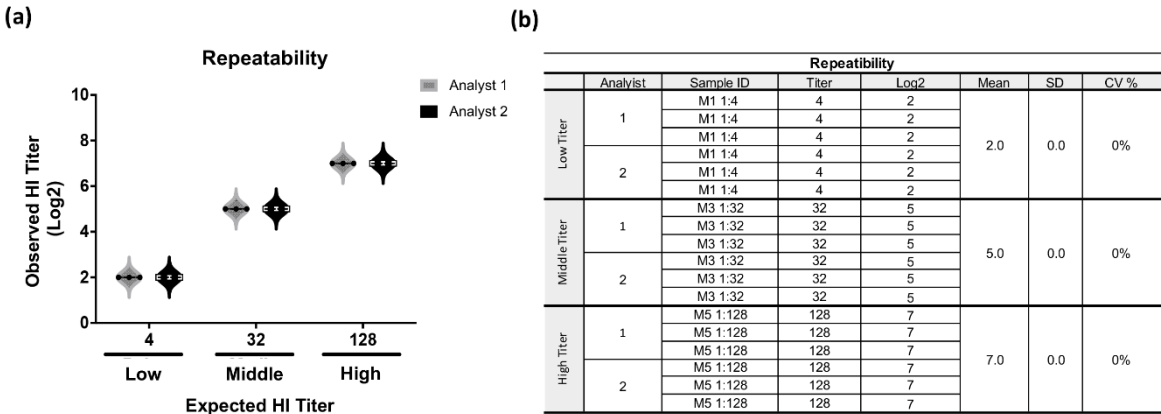 (a)
Repeatability
Analyst 1
Analyst 2
Observed HI Titer
(Log2)
10
8
6
4
2
0
4 32 128
Low Middle High
Expected HI Titer
(b)
Repeatibility
Analyist Sample ID Titer Log2 Mean SD CV %
Low Titer
1
M1 1:4 4 2
M1 1:4 4 2
M1 1:4 4 2
2
M1 1:4 4 2
M1 1:4 4 2
M1 1:4 4 2
2.0 0.0 0%
Middle Titer
1
M3 1:32 32 5
M3 1:32 32 5
M3 1:32 32 5
2
M3 1:32 32 5
M3 1:32 32 5
M3 1:32 32 5
5.0 0.0 0%
High Titer
1
M5 1:128 128 7
M5 1:128 128 7
M5 1:128 128 7
2
M5 1:128 128 7
M5 1:128 128 7
M5 1:128 128 7
7.0 0.0 0%